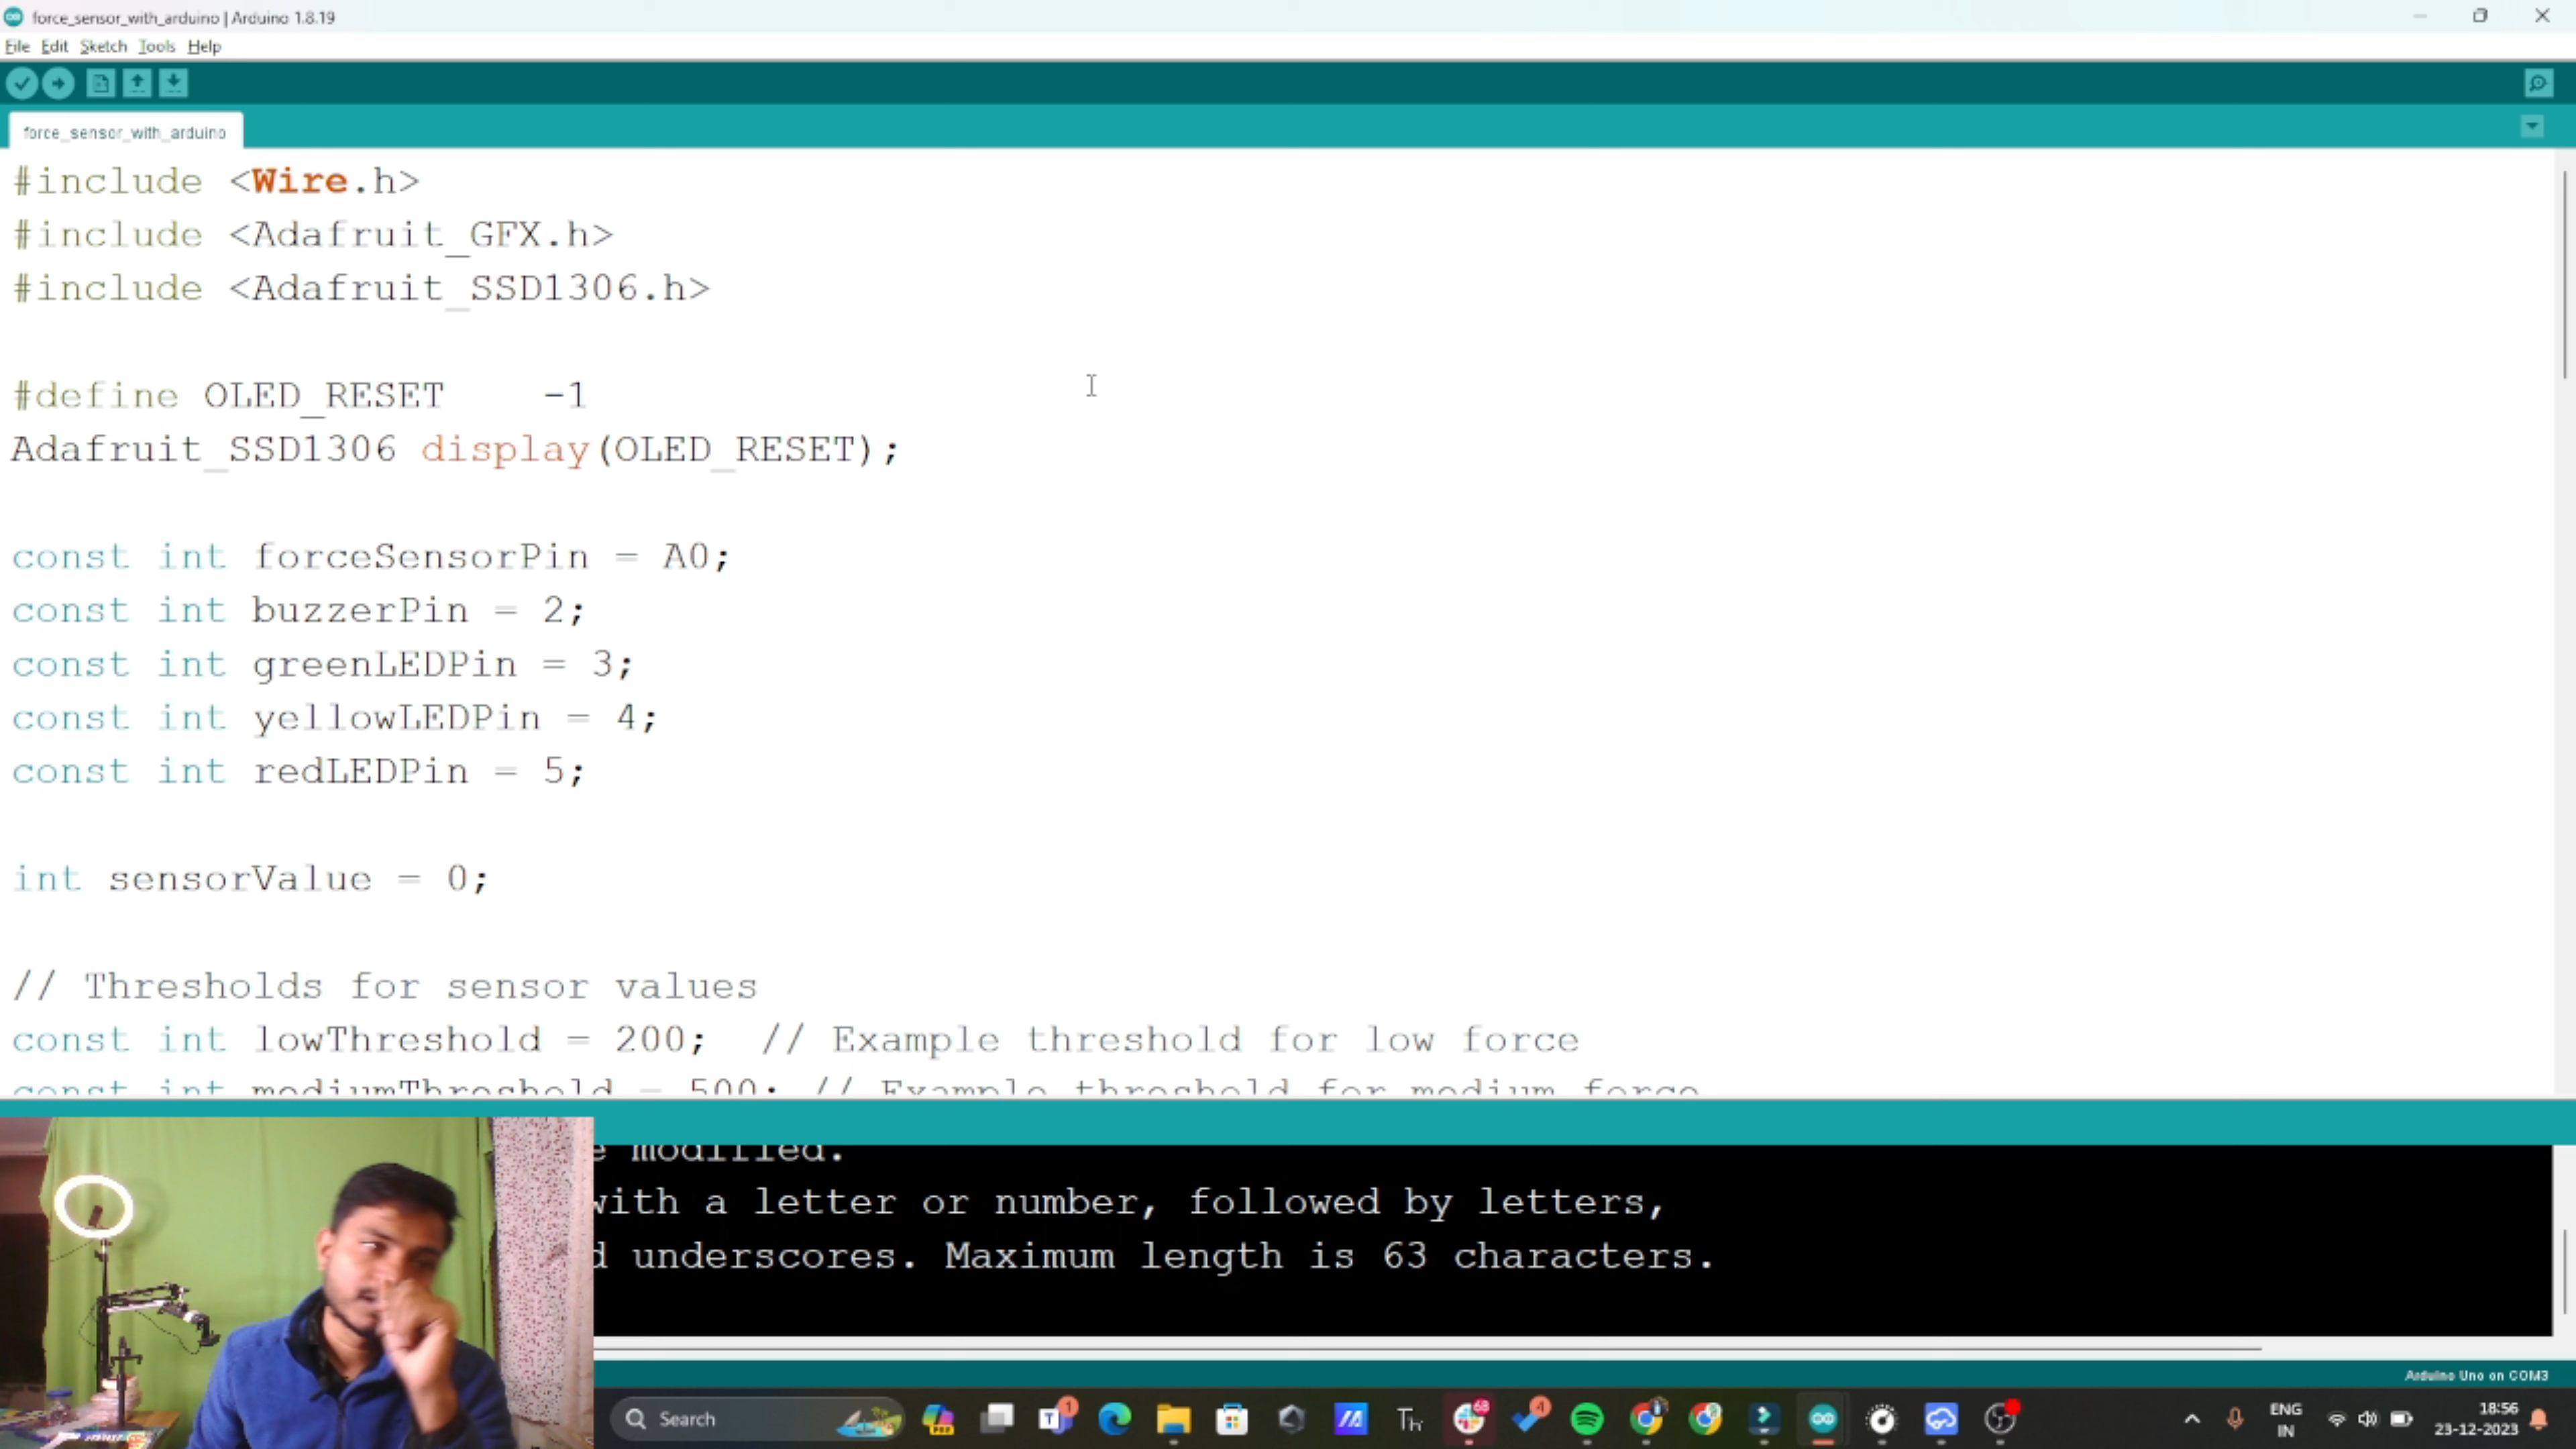 force_sensor_with_arduino | Arduino 1.8.19
File Edit Sketch Tools Help
force_sensor_with_arduino
#include <Wire.h>
#include <Adafruit_GFX.h>
#include <Adafruit_SSD1306.h>
#define OLED_RESET    -1
Adafruit_SSD1306 display(OLED_RESET);
const int forceSensorPin = A0;
const int buzzerPin = 2;
const int greenLEDPin = 3;
const int yellowLEDPin = 4;
const int redLEDPin = 5;
int sensorValue = 0;
// Thresholds for sensor values
const int lowThreshold = 200;  // Example threshold for low force
const int mediumThreshold = 500; // Example threshold for medium force
e modified.
with a letter or number, followed by letters,
d underscores. Maximum length is 63 characters.
Arduino Uno on COM3
Search
1
68
4
ENG
IN
18:56
23-12-2023